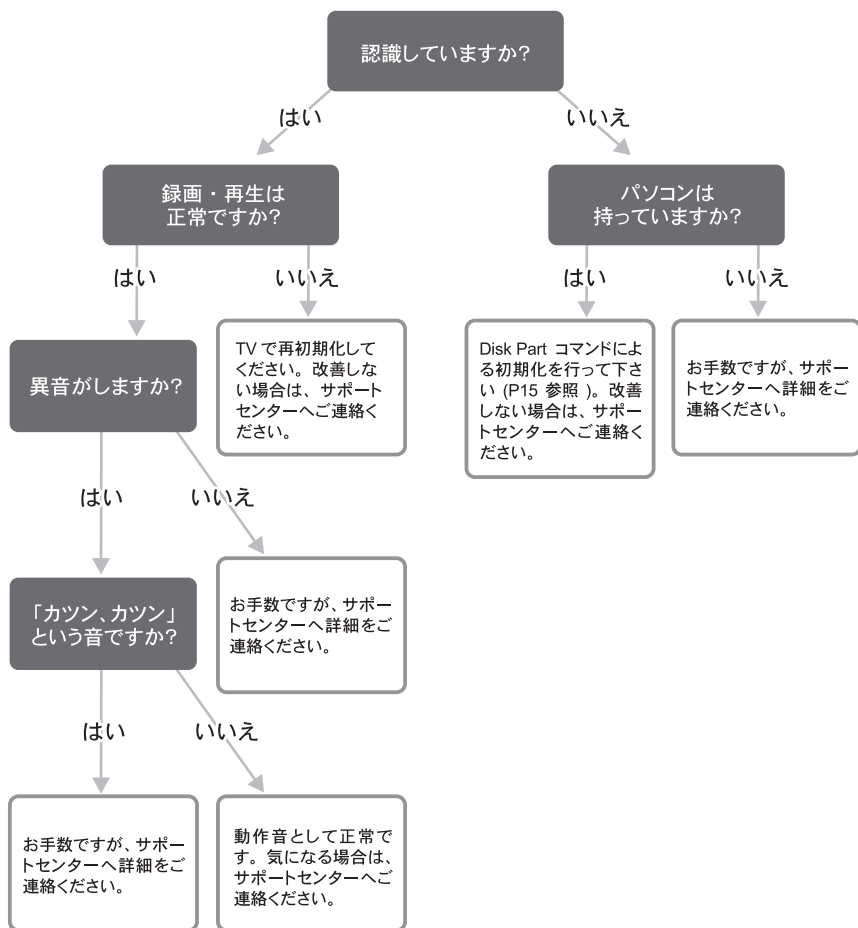 認識していますか?
はい
いいえ
録画・再生は
正常ですか?
パソコンは
持っていますか?
はい
いいえ
はい
いいえ
異音がしますか?
TV で再初期化して
ください。改善しな
い場合は、サポート
センターへご連絡く
ださい。
Disk Part コマンドによ
る初期化を行って下さ
い (P15 参照 )。改善
しない場合は、サポー
トセンターへご連絡く
ださい。
お手数ですが、サポー
トセンターへ詳細をご
連絡ください。
はい
いいえ
「カツン、カツン」
という音ですか?
お手数ですが、サポー
トセンターへ詳細をご
連絡ください。
はい
いいえ
お手数ですが、サポー
トセンターへ詳細をご
連絡ください。
動作音として正常で
す。気になる場合は、
サポートセンターへご
連絡ください。